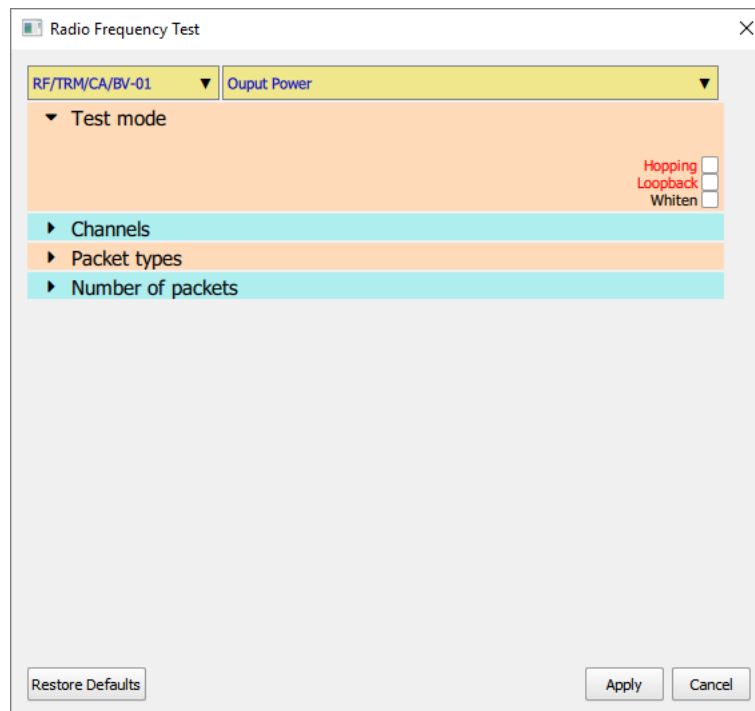 Radio Frequency Test
RF/TRM/CA/BV-01 Ouput Power
Test mode
Hopping
Loopback
Whiten
Channels
Packet types
Number of packets
Restore Defaults Apply Cancel